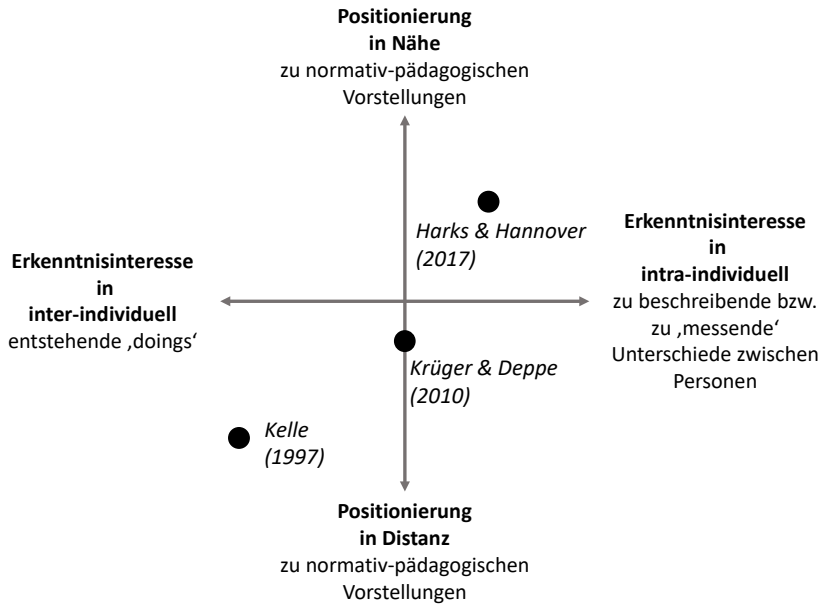 Positionierung
in Nähe
zu normativ-pädagogischen
Vorstellungen
Harks & Hannover
(2017)
Erkenntnisinteresse
in
intra-individuell
zu beschreibende bzw.
zu ‚messende‘
Unterschiede zwischen
Personen
Erkenntnisinteresse
in
inter-individuell
entstehende ‚doings‘
Krüger & Deppe
(2010)
Kelle
(1997)
Positionierung
in Distanz
zu normativ-pädagogischen
Vorstellungen